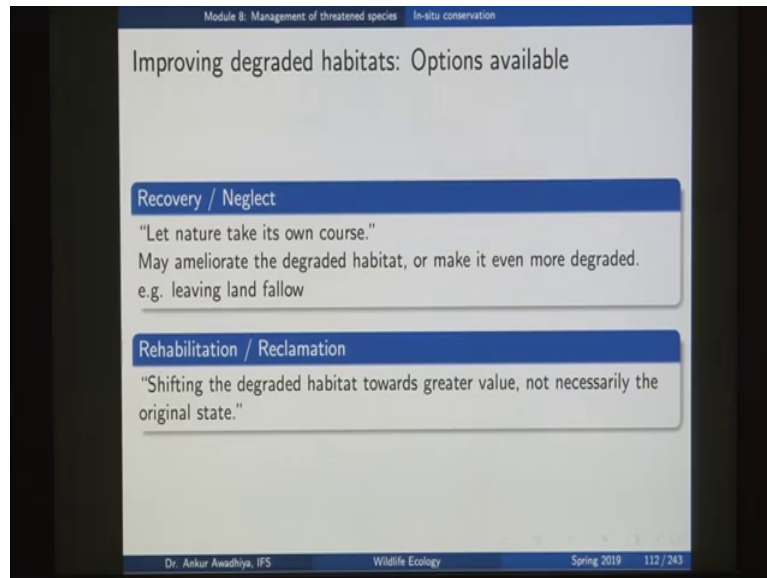 Module 8: Management of threatened species In-situ conservation
Improving degraded habitats: Options available
Recovery / Neglect
“Let nature take its own course.”
May ameliorate the degraded habitat, or make it even more degraded.
e.g. leaving land fallow
Rehabilitation / Reclamation
“Shifting the degraded habitat towards greater value, not necessarily the
original state.”
Dr. Ankur Awadhiya, IFS Wildlife Ecology Spring 2019 112 / 243